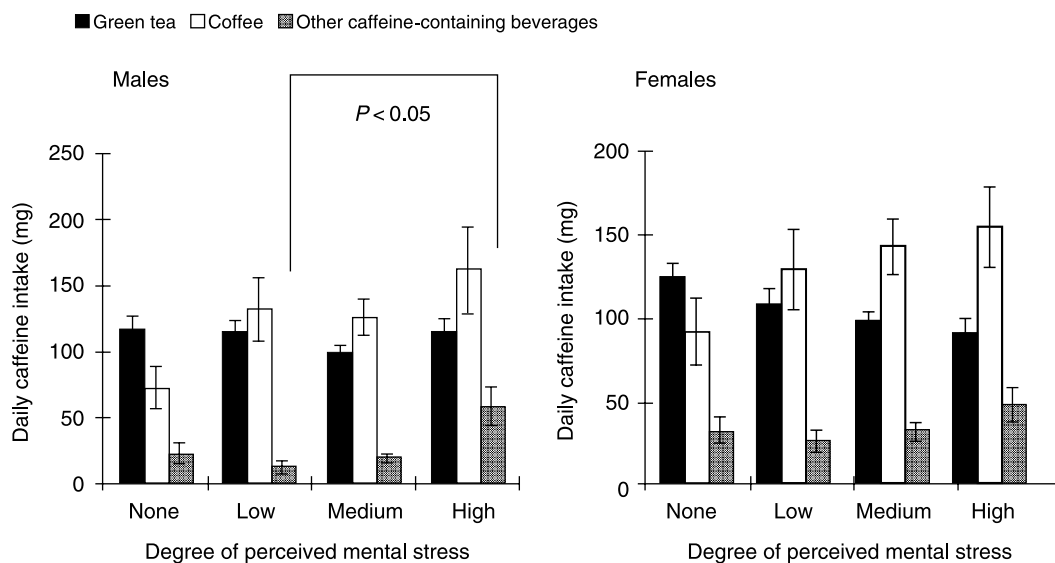 Green tea Coffee Other caffeine-containing beverages
Males
P < 0.05
250
200
150
100
50
0
Daily caffeine intake (mg)
None Low Medium High
Degree of perceived mental stress
Females
200
150
100
50
0
Daily caffeine intake (mg)
None Low Medium High
Degree of perceived mental stress